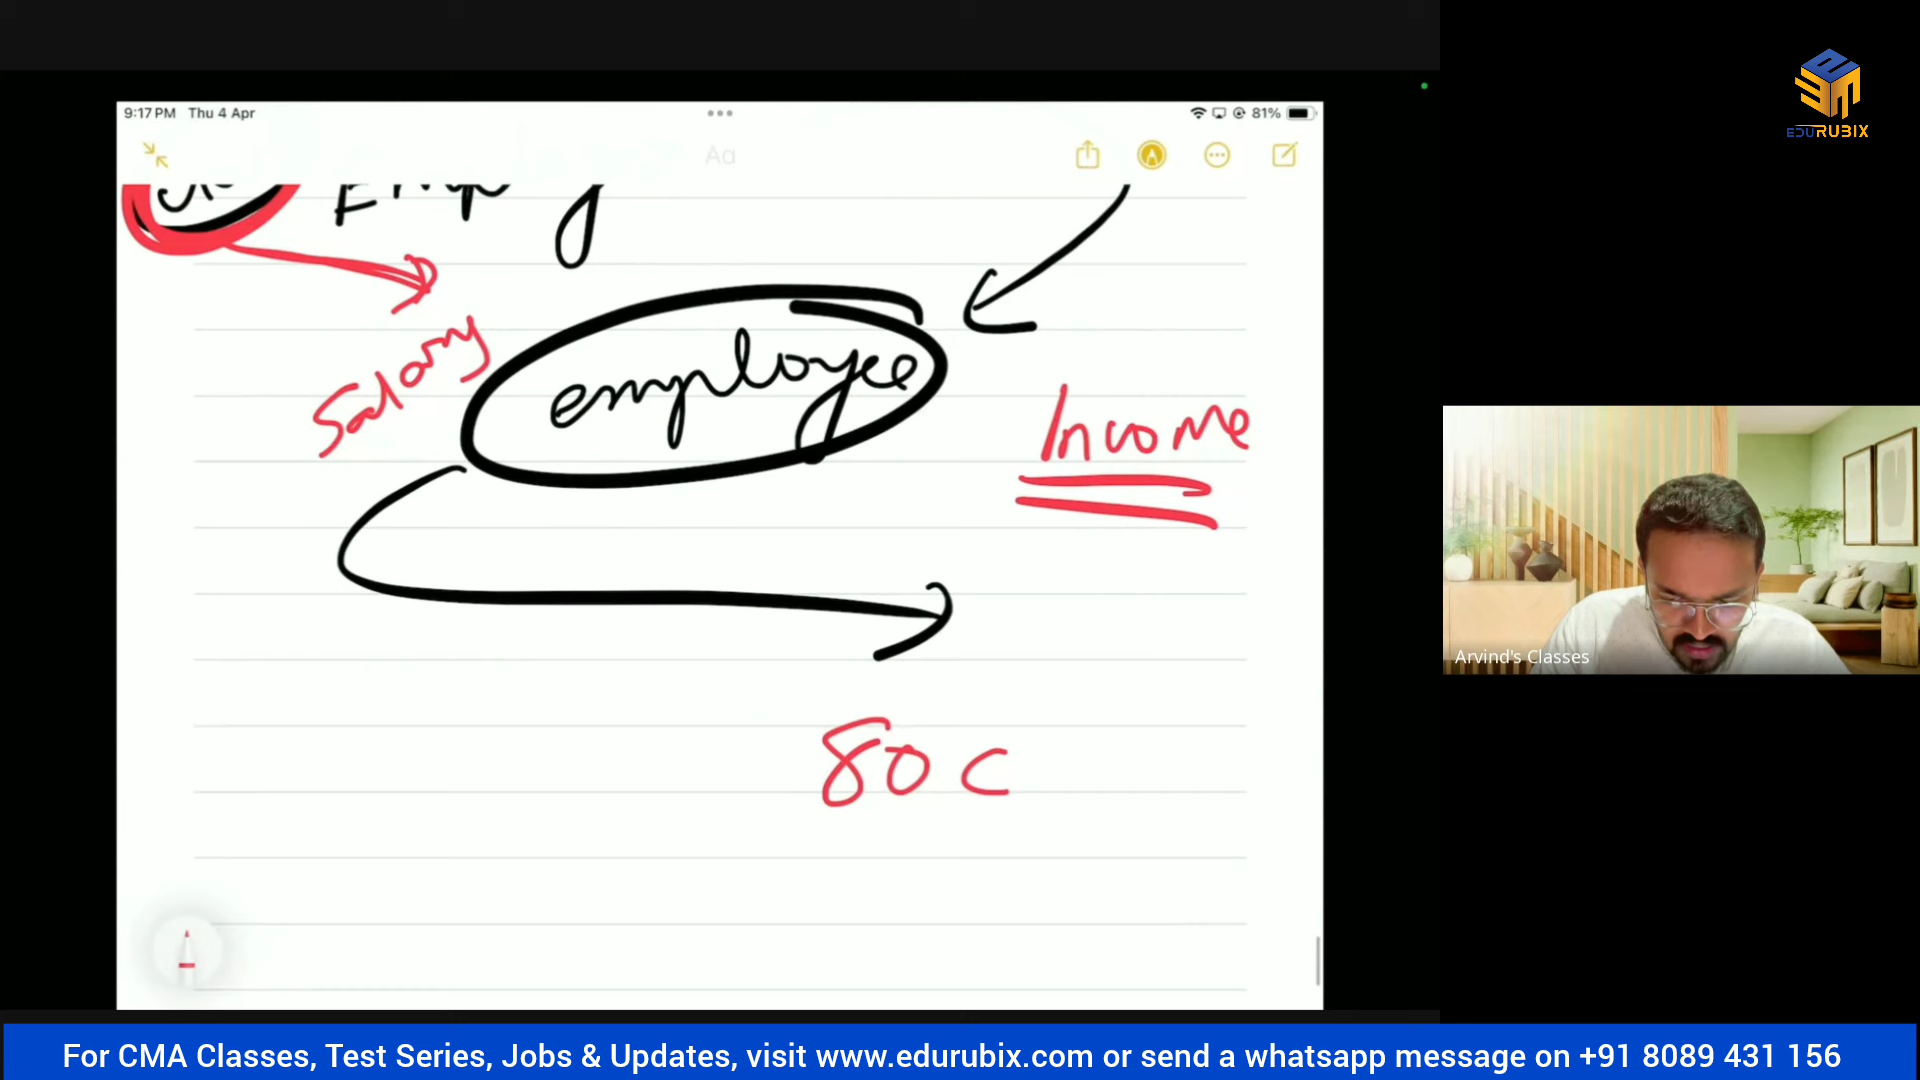 9:17 PM Thu 4 Apr
81%
Aa
EDURUBIX
Salary
employee
Income
80 C
Arvind's Classes
For CMA Classes, Test Series, Jobs & Updates, visit www.edurubix.com or send a whatsapp message on +91 8089 431 156